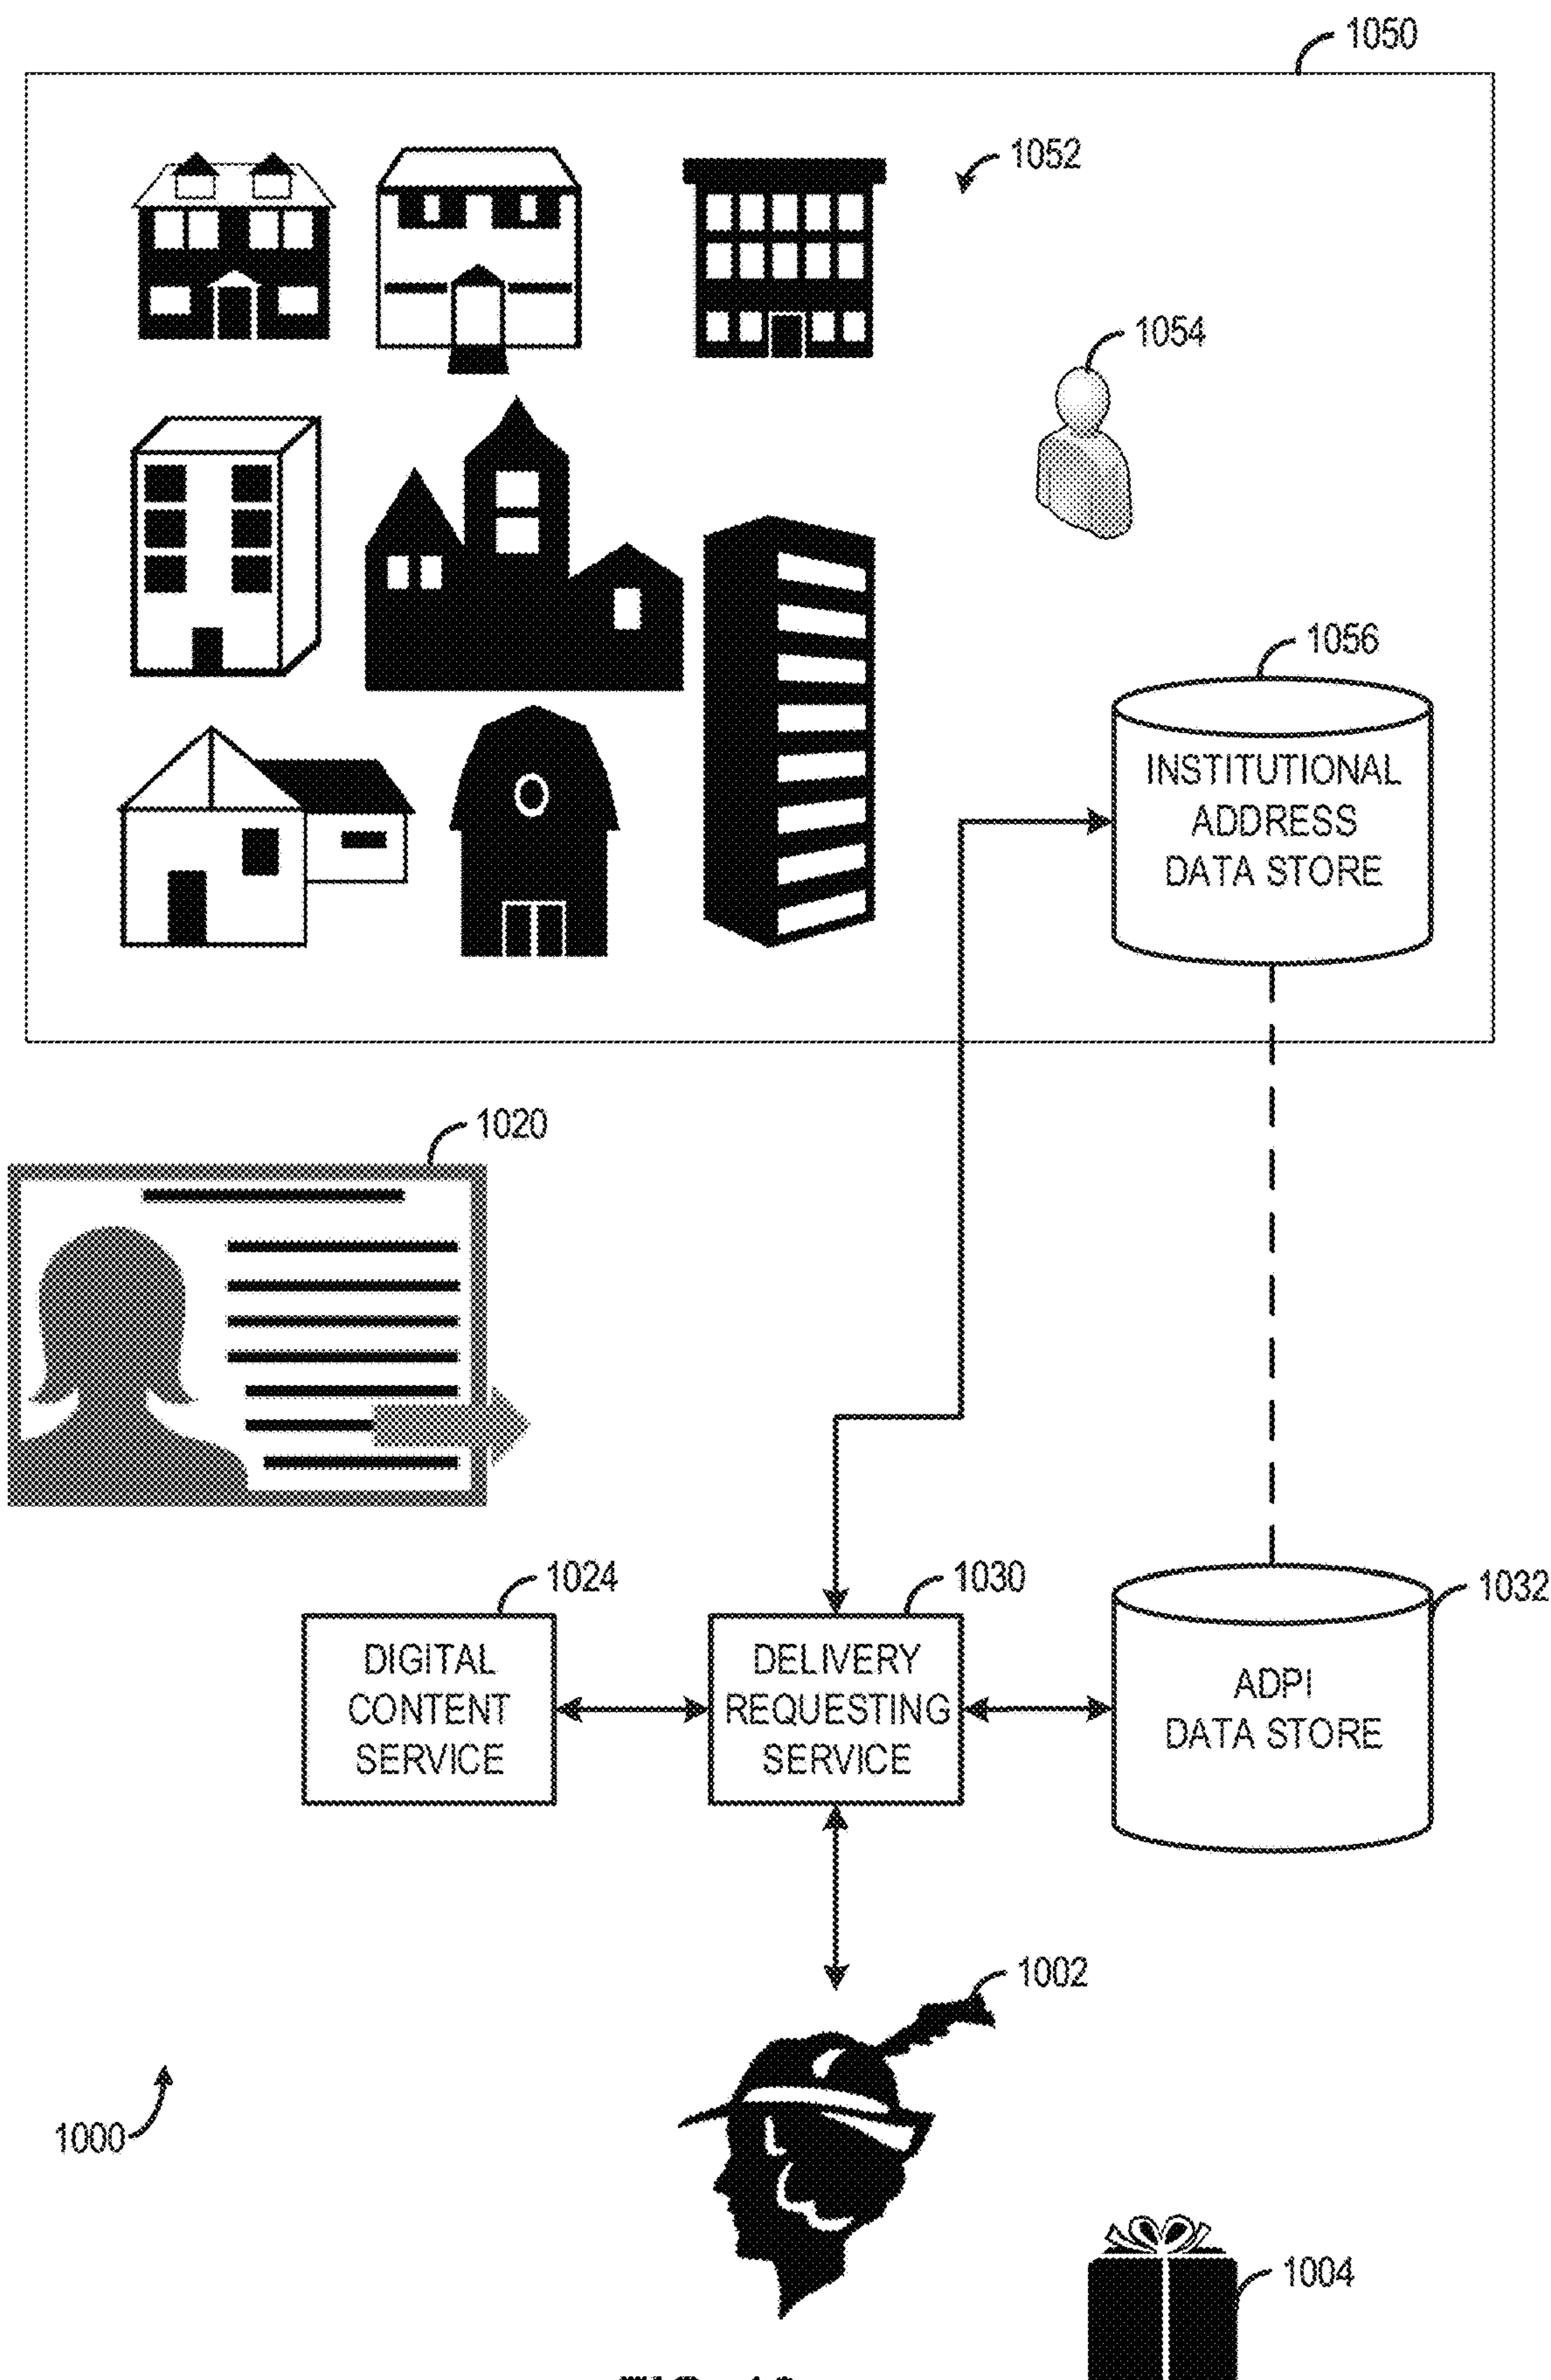 1050
1052
1054
1056
INSTITUTIONAL
ADDRESS
DATA STORE
1020
1024
1030
1032
DIGITAL
CONTENT
SERVICE
DELIVERY
REQUESTING
SERVICE
ADPI
DATA STORE
1002
1000
1004